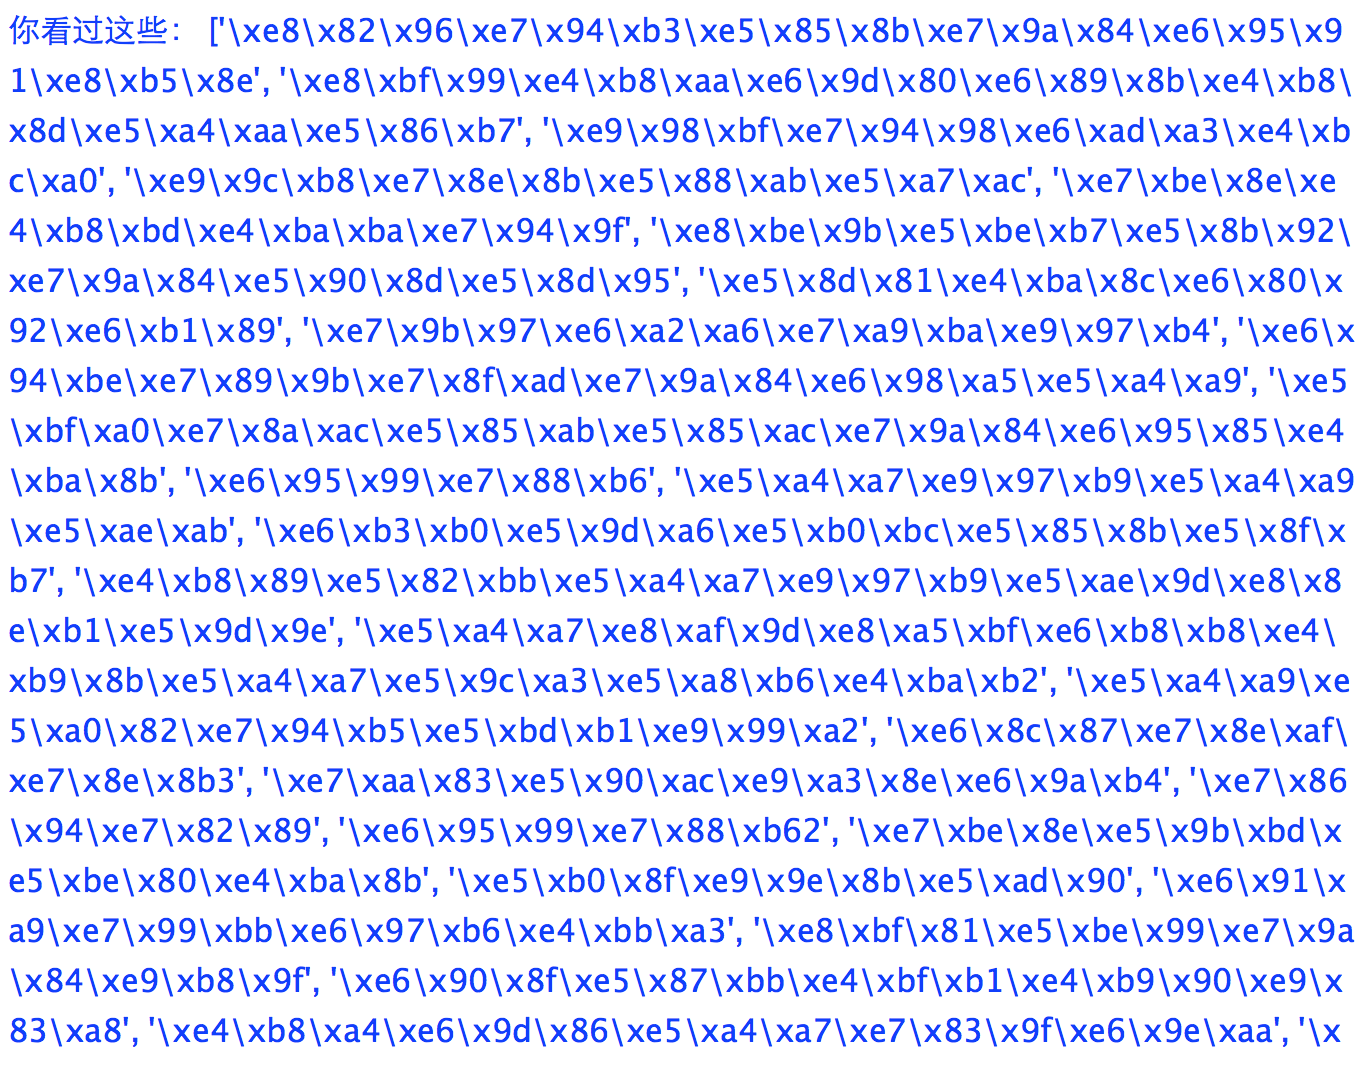 你看过这些： ['\xe8\x82\x96\xe7\x94\xb3\xe5\x85\x8b\xe7\x9a\x84\xe6\x95\x9
1\xe8\xb5\x8e', '\xe8\xbf\x99\xe4\xb8\xaa\xe6\x9d\x80\xe6\x89\x8b\xe4\xb8\
x8d\xe5\xa4\xaa\xe5\x86\xb7', '\xe9\x98\xbf\xe7\x94\x98\xe6\xad\xa3\xe4\xb
c\xa0', '\xe9\x9c\xb8\xe7\x8e\x8b\xe5\x88\xab\xe5\xa7\xac', '\xe7\xbe\x8e\xe
4\xb8\xbd\xe4\xba\xba\xe7\x94\x9f', '\xe8\xbe\x9b\xe5\xbe\xb7\xe5\x8b\x92\
xe7\x9a\x84\xe5\x90\x8d\xe5\x8d\x95', '\xe5\x8d\x81\xe4\xba\x8c\xe6\x80\x
92\xe6\xb1\x89', '\xe7\x9b\x97\xe6\xa2\xa6\xe7\xa9\xba\xe9\x97\xb4', '\xe6\x
94\xbe\xe7\x89\x9b\xe7\x8f\xad\xe7\x9a\x84\xe6\x98\xa5\xe5\xa4\xa9', '\xe5
\xbf\xa0\xe7\x8a\xac\xe5\x85\xab\xe5\x85\xac\xe7\x9a\x84\xe6\x95\x85\xe4
\xba\x8b', '\xe6\x95\x99\xe7\x88\xb6', '\xe5\xa4\xa7\xe9\x97\xb9\xe5\xa4\xa9
\xe5\xae\xab', '\xe6\xb3\xb0\xe5\x9d\xa6\xe5\xb0\xbc\xe5\x85\x8b\xe5\x8f\x
b7', '\xe4\xb8\x89\xe5\x82\xbb\xe5\xa4\xa7\xe9\x97\xb9\xe5\xae\x9d\xe8\x8
e\xb1\xe5\x9d\x9e', '\xe5\xa4\xa7\xe8\xaf\x9d\xe8\xa5\xbf\xe6\xb8\xb8\xe4\
xb9\x8b\xe5\xa4\xa7\xe5\x9c\xa3\xe5\xa8\xb6\xe4\xba\xb2', '\xe5\xa4\xa9\xe
5\xa0\x82\xe7\x94\xb5\xe5\xbd\xb1\xe9\x99\xa2', '\xe6\x8c\x87\xe7\x8e\xaf\
xe7\x8e\x8b3', '\xe7\xaa\x83\xe5\x90\xac\xe9\xa3\x8e\xe6\x9a\xb4', '\xe7\x86
\x94\xe7\x82\x89', '\xe6\x95\x99\xe7\x88\xb62', '\xe7\xbe\x8e\xe5\x9b\xbd\x
e5\xbe\x80\xe4\xba\x8b', '\xe5\xb0\x8f\xe9\x9e\x8b\xe5\xad\x90', '\xe6\x91\x
a9\xe7\x99\xbb\xe6\x97\xb6\xe4\xbb\xa3', '\xe8\xbf\x81\xe5\xbe\x99\xe7\x9a
\x84\xe9\xb8\x9f', '\xe6\x90\x8f\xe5\x87\xbb\xe4\xbf\xb1\xe4\xb9\x90\xe9\x
83\xa8', '\xe4\xb8\xa4\xe6\x9d\x86\xe5\xa4\xa7\xe7\x83\x9f\xe6\x9e\xaa', '\x